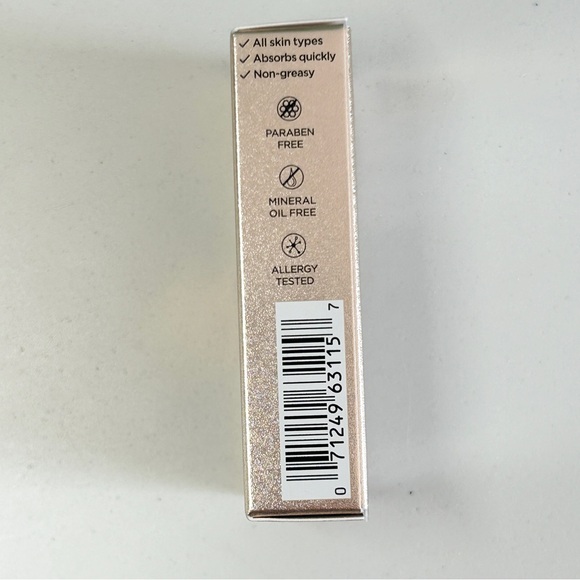 ✓ All skin types
✓ Absorbs quickly
✓ Non-greasy
PARABEN
FREE
MINERAL
OIL FREE
ALLERGY
TESTED
0 71249 63115 7